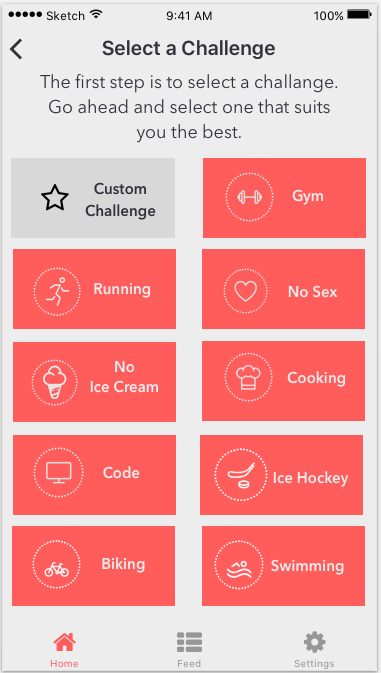 Sketch 9:41 AM 100%
Select a Challenge
The first step is to select a challange.
Go ahead and select one that suits
you the best.
Custom
Challenge
Gym
Running
No Sex
No
Ice Cream
Cooking
Code
Ice Hockey
Biking
Swimming
Home Feed Settings